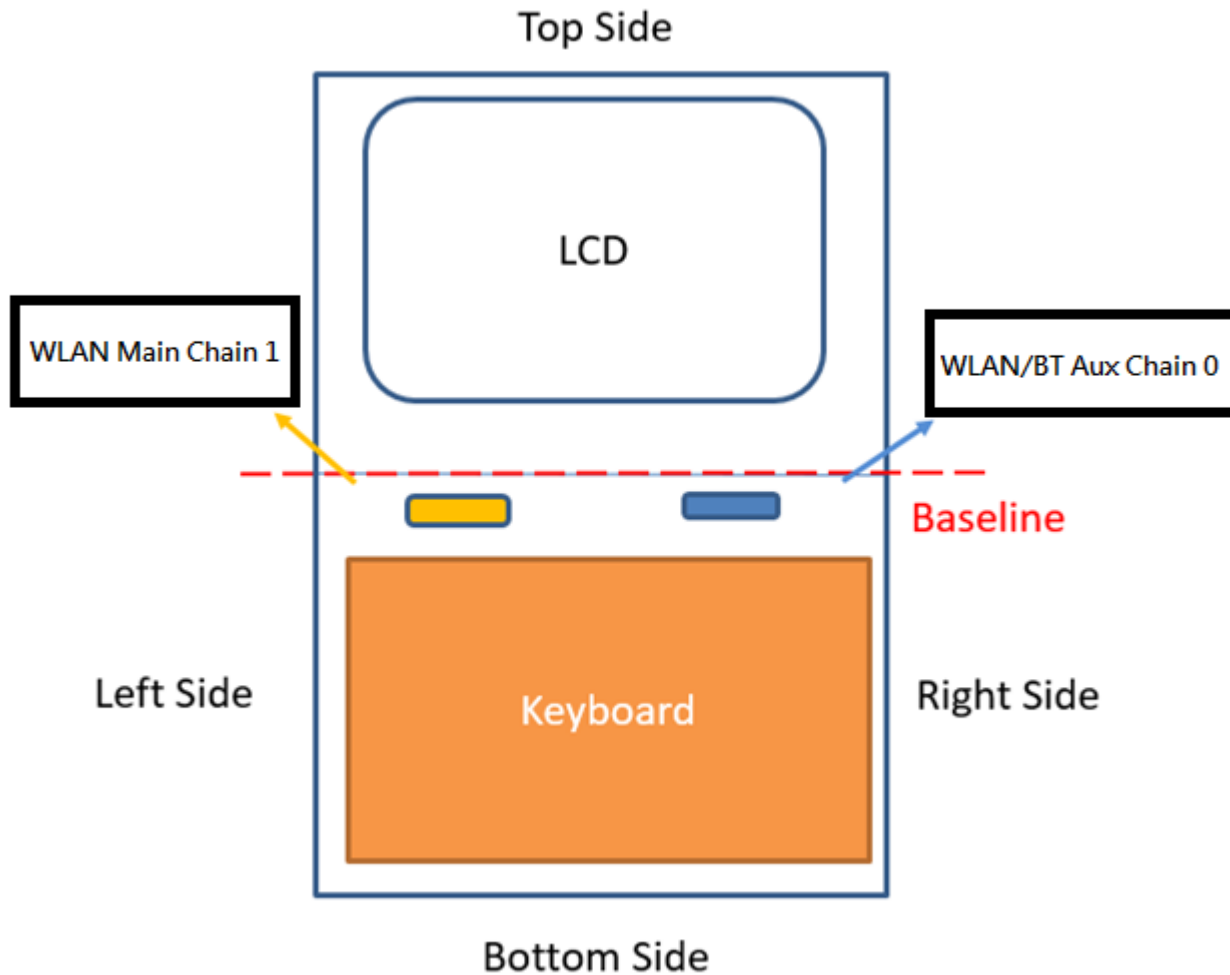 Top Side
LCD
WLAN Main Chain 1
WLAN/BT Aux Chain 0
Baseline
Left Side
Keyboard
Right Side
Bottom Side